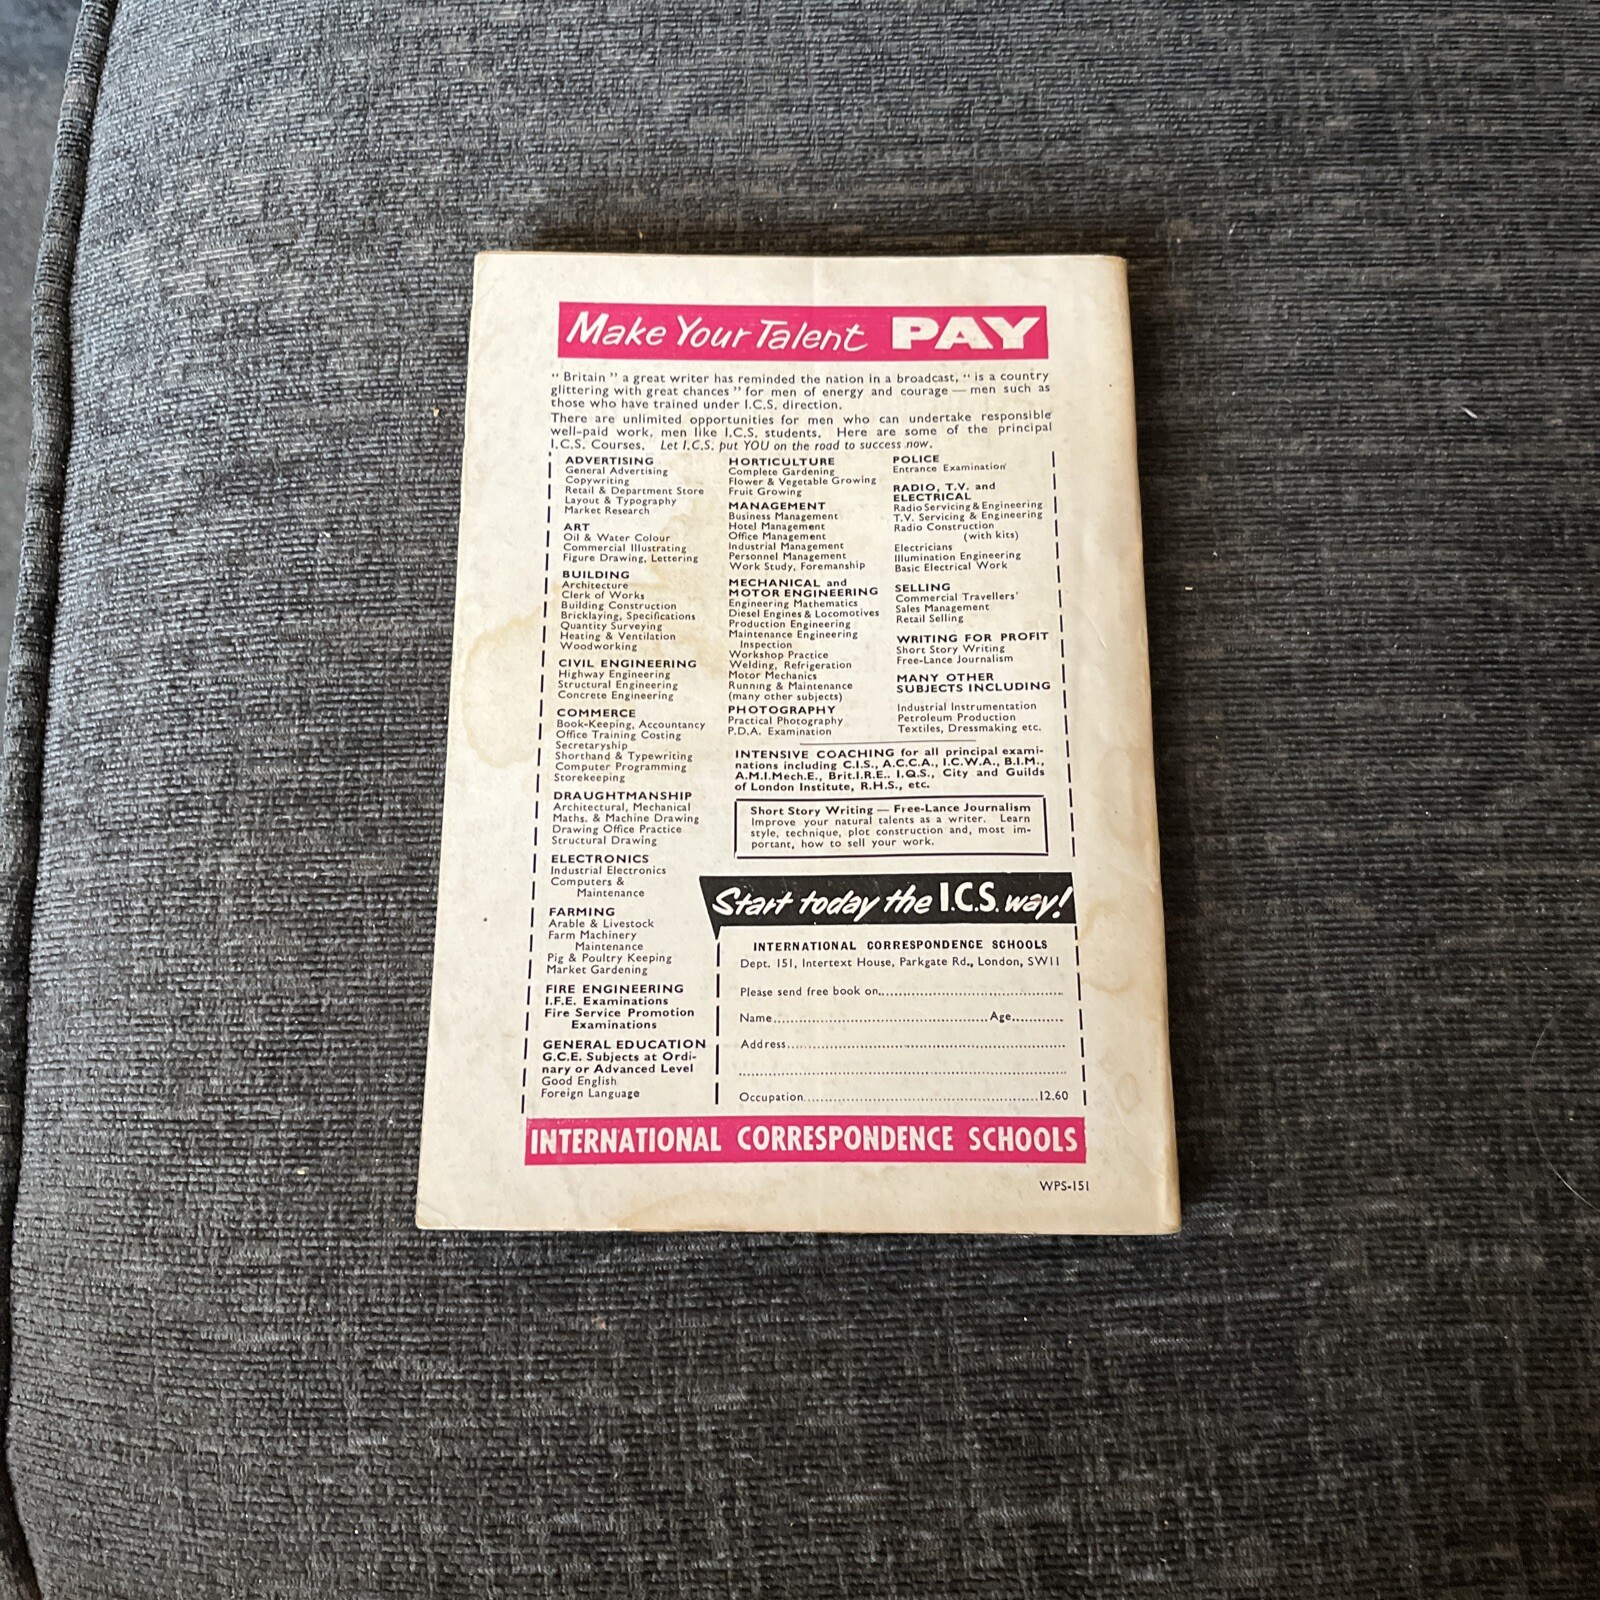 Make Your Talent PAY
" Britain " a great writer has reminded the nation in a broadcast, " is a country
glittering with great chances " for men of energy and courage — men such as
those who have trained under I.C.S. direction.
There are unlimited opportunities for men who can undertake responsible
well-paid work, men like I.C.S. students. Here are some of the principal
I.C.S. Courses. Let I.C.S. put YOU on the road to success now.
ADVERTISING
General Advertising
Copywriting
Retail & Department Store
Layout & Typography
Market Research
ART
Oil & Water Colour
Commercial Illustrating
Figure Drawing, Lettering
BUILDING
Architecture
Clerk of Works
Building Construction
Bricklaying, Specifications
Quantity Surveying
Heating & Ventilation
Woodworking
CIVIL ENGINEERING
Highway Engineering
Structural Engineering
Concrete Engineering
COMMERCE
Book-Keeping, Accountancy
Office Training Costing
Secretaryship
Shorthand & Typewriting
Computer Programming
Storekeeping
DRAUGHTMANSHIP
Architectural, Mechanical
Maths. & Machine Drawing
Drawing Office Practice
Structural Drawing
ELECTRONICS
Industrial Electronics
Computers &
Maintenance
FARMING
Arable & Livestock
Farm Machinery
Maintenance
Pig & Poultry Keeping
Market Gardening
FIRE ENGINEERING
I.F.E. Examinations
Fire Service Promotion
Examinations
GENERAL EDUCATION
G.C.E. Subjects at Ordi-
nary or Advanced Level
Good English
Foreign Language
HORTICULTURE
Complete Gardening
Flower & Vegetable Growing
Fruit Growing
MANAGEMENT
Business Management
Hotel Management
Office Management
Industrial Management
Personnel Management
Work Study, Foremanship
MECHANICAL and
MOTOR ENGINEERING
Engineering Mathematics
Diesel Engines & Locomotives
Production Engineering
Maintenance Engineering
Inspection
Workshop Practice
Welding, Refrigeration
Motor Mechanics
Running & Maintenance
(many other subjects)
PHOTOGRAPHY
Practical Photography
P.D.A. Examination
POLICE
Entrance Examination
RADIO, T.V. and
ELECTRICAL
Radio Servicing & Engineering
T.V. Servicing & Engineering
Radio Construction
(with kits)
Electricians
Illumination Engineering
Basic Electrical Work
SELLING
Commercial Travellers'
Sales Management
Retail Selling
WRITING FOR PROFIT
Short Story Writing
Free-Lance Journalism
MANY OTHER
SUBJECTS INCLUDING
Industrial Instrumentation
Petroleum Production
Textiles, Dressmaking etc.
INTENSIVE COACHING for all principal exami-
nations including C.I.S., A.C.C.A., I.C.W.A., B.I.M.,
A.M.I.Mech.E., Brit.I.R.E.. I.Q.S., City and Guilds
of London Institute, R.H.S., etc.
Short Story Writing — Free-Lance Journalism
Improve your natural talents as a writer. Learn
style, technique, plot construction and, most im-
portant, how to sell your work.
Start today the I.C.S. way!
INTERNATIONAL CORRESPONDENCE SCHOOLS
Dept. 151, Intertext House, Parkgate Rd., London, SW11
Please send free book on
Name Age
Address
Occupation 12.60
INTERNATIONAL CORRESPONDENCE SCHOOLS
WPS-151